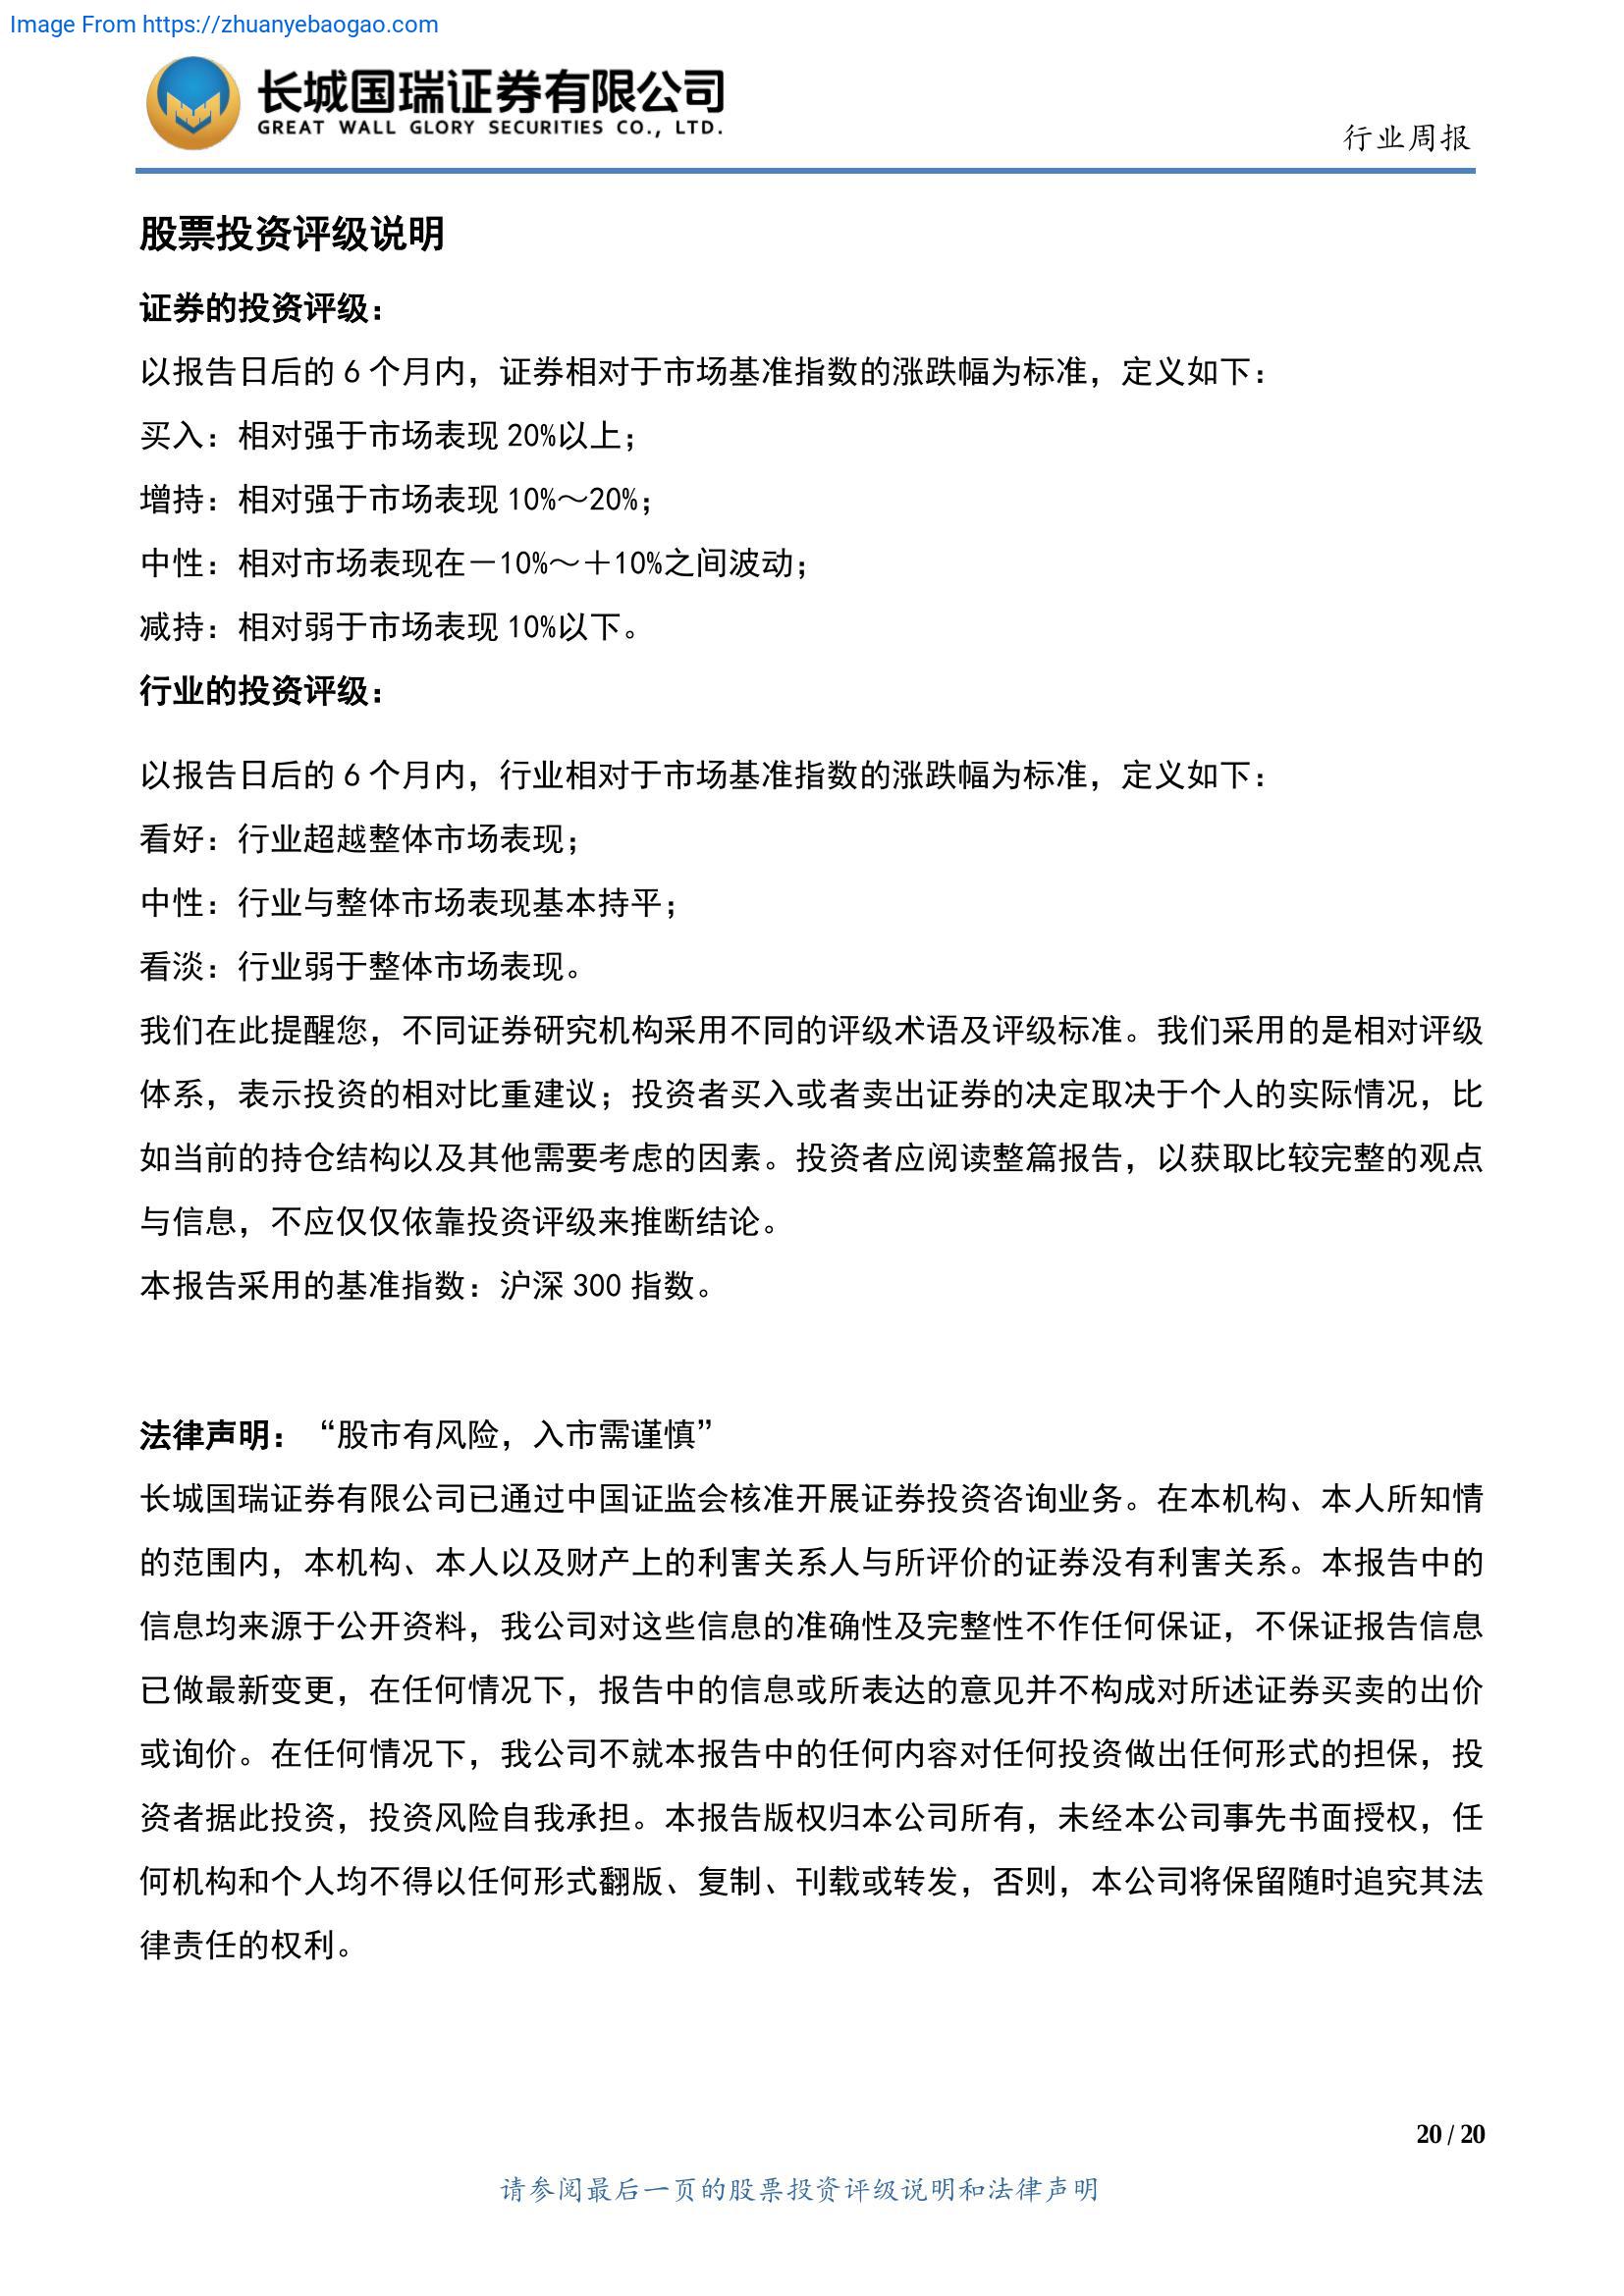 Image From https://zhuanyebaogao.com
长城国瑞证券有限公司
GREAT WALL GLORY SECURITIES CO., LTD.
行业周报
股票投资评级说明
证券的投资评级：
以报告日后的 6 个月内，证券相对于市场基准指数的涨跌幅为标准，定义如下：
买入：相对强于市场表现 20%以上；
增持：相对强于市场表现 10%～20%；
中性：相对市场表现在－10%～＋10%之间波动；
减持：相对弱于市场表现 10%以下。
行业的投资评级：
以报告日后的 6 个月内，行业相对于市场基准指数的涨跌幅为标准，定义如下：
看好：行业超越整体市场表现；
中性：行业与整体市场表现基本持平；
看淡：行业弱于整体市场表现。
我们在此提醒您，不同证券研究机构采用不同的评级术语及评级标准。我们采用的是相对评级
体系，表示投资的相对比重建议；投资者买入或者卖出证券的决定取决于个人的实际情况，比
如当前的持仓结构以及其他需要考虑的因素。投资者应阅读整篇报告，以获取比较完整的观点
与信息，不应仅仅依靠投资评级来推断结论。
本报告采用的基准指数：沪深 300 指数。
法律声明：“股市有风险，入市需谨慎”
长城国瑞证券有限公司已通过中国证监会核准开展证券投资咨询业务。在本机构、本人所知情
的范围内，本机构、本人以及财产上的利害关系人与所评价的证券没有利害关系。本报告中的
信息均来源于公开资料，我公司对这些信息的准确性及完整性不作任何保证，不保证报告信息
已做最新变更，在任何情况下，报告中的信息或所表达的意见并不构成对所述证券买卖的出价
或询价。在任何情况下，我公司不就本报告中的任何内容对任何投资做出任何形式的担保，投
资者据此投资，投资风险自我承担。本报告版权归本公司所有，未经本公司事先书面授权，任
何机构和个人均不得以任何形式翻版、复制、刊载或转发，否则，本公司将保留随时追究其法
律责任的权利。
20 / 20
请参阅最后一页的股票投资评级说明和法律声明